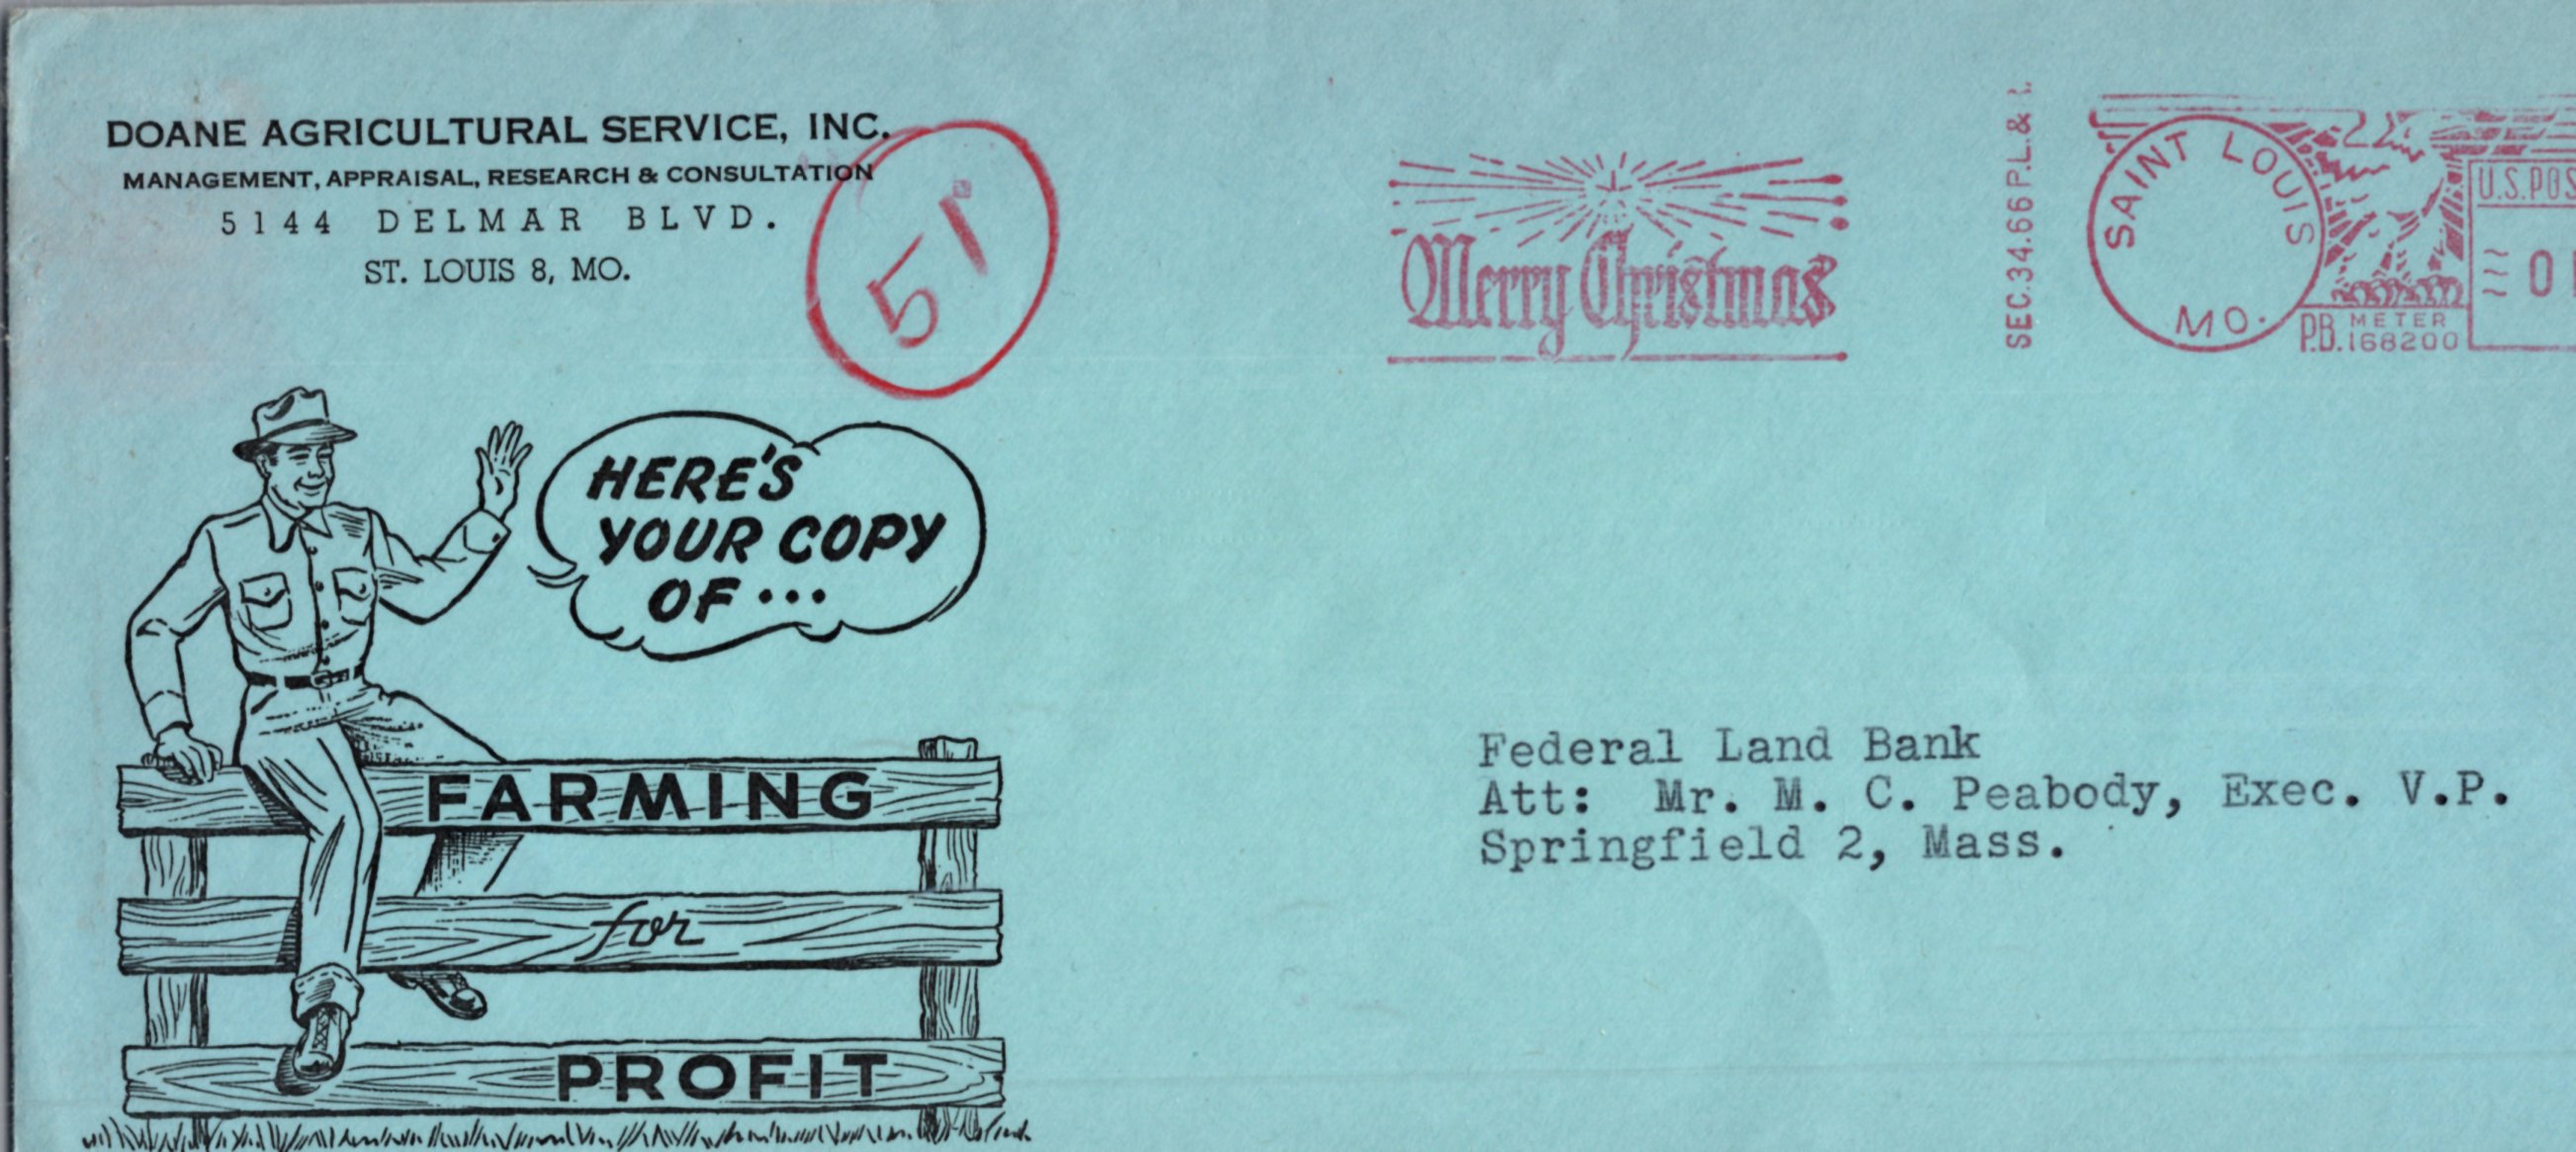 DOANE AGRICULTURAL SERVICE, INC.
MANAGEMENT, APPRAISAL, RESEARCH & CONSULTATION
5144 DELMAR BLVD.
ST. LOUIS 8, MO.
51
Merry Christmas
SEC.34.66 P.L.&
SAINT LOUIS
MO.
P.B. METER
168200
U.S.POS
HERE'S
YOUR COPY
OF...
FARMING
for
PROFIT
Federal Land Bank
Att: Mr. M. C. Peabody, Exec. V.P.
Springfield 2, Mass.